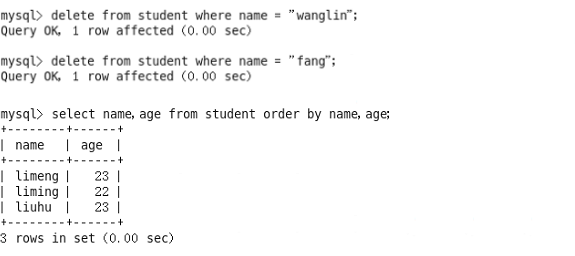 mysql> delete from student where name = "wanglin";
Query OK, 1 row affected (0.00 sec)
mysql> delete from student where name = "fang";
Query OK, 1 row affected (0.00 sec)
mysql> select name,age from student order by name,age;
+--------+------+
| name   | age  |
+--------+------+
| limeng |   23 |
| liming |   22 |
| liuhu  |   23 |
+--------+------+
3 rows in set (0.00 sec)